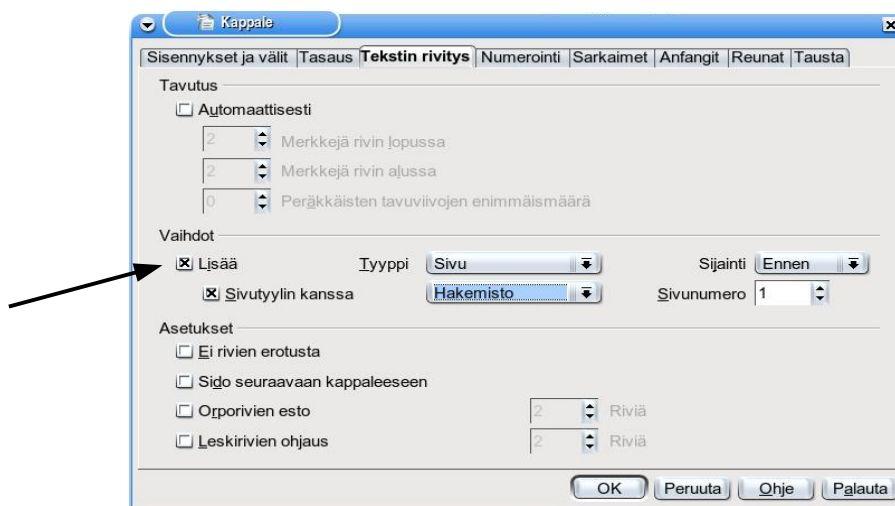 Kappale
Sisennykset ja välit Tasaus Tekstin rivitys Numerointi Sarkaimet Anfangit Reunat Tausta
Tavutus
Automaattisesti
2 Merkkejä rivin lopussa
2 Merkkejä rivin alussa
0 Peräkkäisten tavuviivojen enimmäismäärä
Vaihdot
Lisää Tyyppi Sivu Sijainti Ennen
Sivutyylin kanssa Hakemisto Sivunumero 1
Asetukset
Ei rivien erotusta
Sido seuraavaan kappaleeseen
Orporivien esto 2 Riviä
Leskirivien ohjaus 2 Riviä
OK Peruuta Ohje Palauta